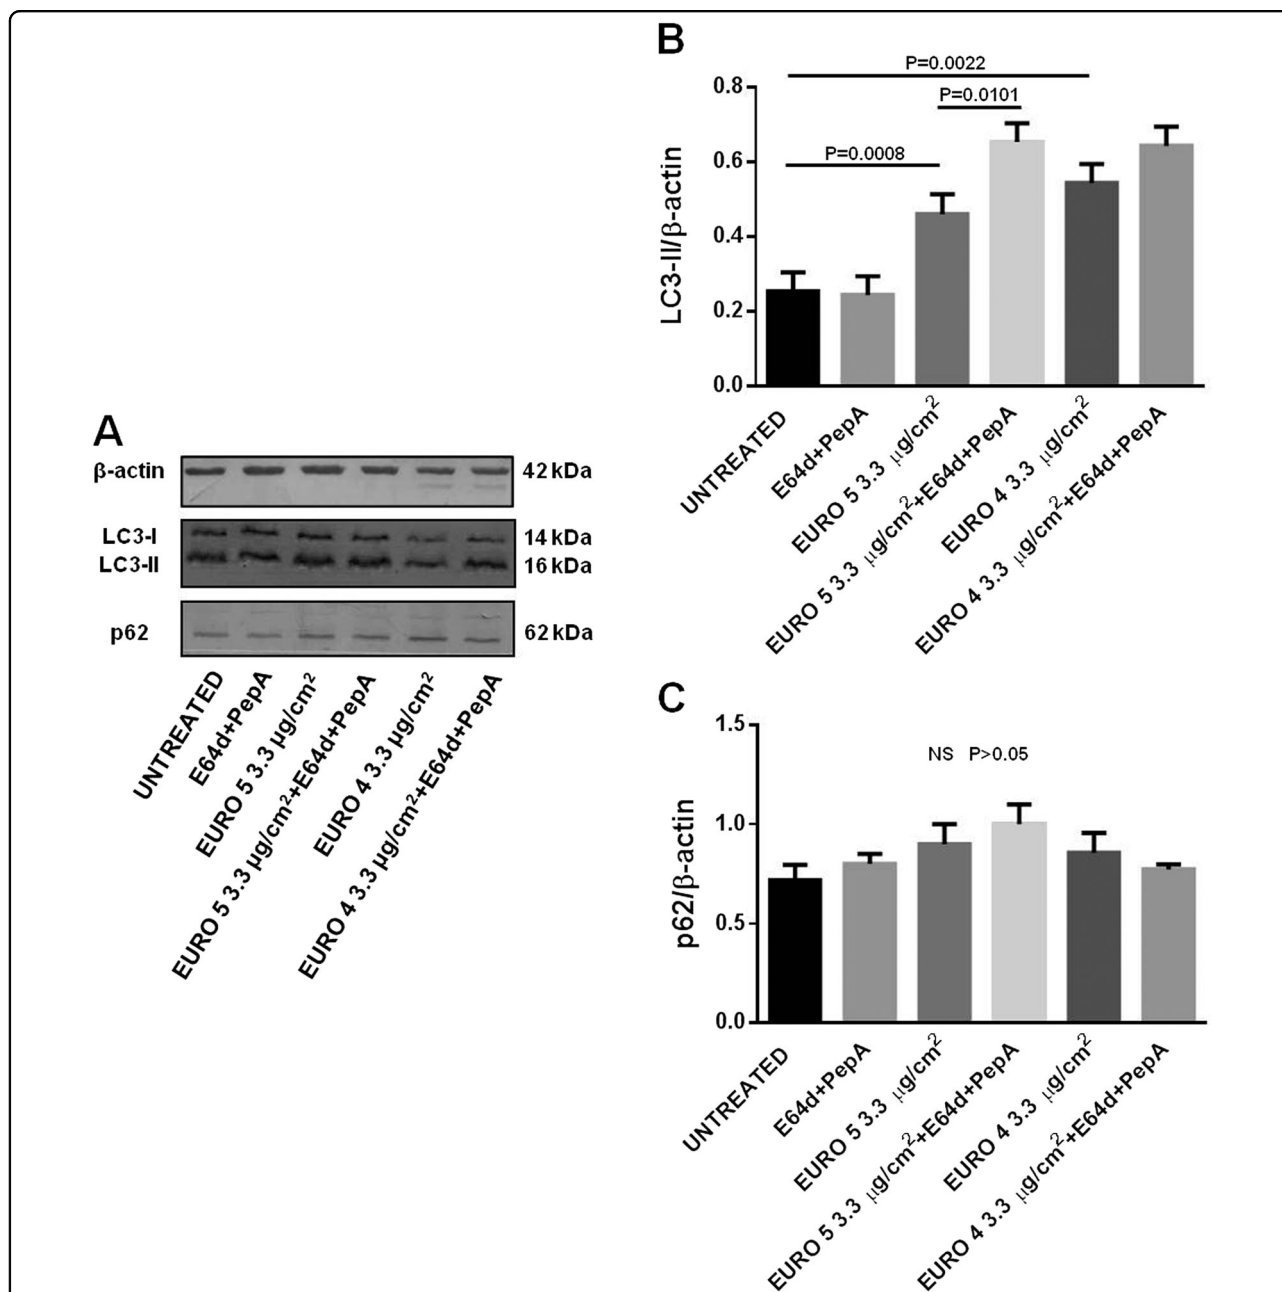 A
β-actin
42 kDa
LC3-I
14 kDa
LC3-II
16 kDa
p62
62 kDa
UNTREATED
E64d+PepA
EURO 5 3.3 µg/cm²
EURO 5 3.3 µg/cm²+E64d+PepA
EURO 4 3.3 µg/cm²
EURO 4 3.3 µg/cm²+E64d+PepA
B
P=0.0022
P=0.0101
P=0.0008
LC3-II/β-actin
0.8
0.6
0.4
0.2
0.0
UNTREATED
E64d+PepA
EURO 5 3.3 µg/cm²
EURO 5 3.3 µg/cm²+E64d+PepA
EURO 4 3.3 µg/cm²
EURO 4 3.3 µg/cm²+E64d+PepA
C
NS P>0.05
p62/β-actin
1.5
1.0
0.5
0.0
UNTREATED
E64d+PepA
EURO 5 3.3 µg/cm²
EURO 5 3.3 µg/cm²+E64d+PepA
EURO 4 3.3 µg/cm²
EURO 4 3.3 µg/cm²+E64d+PepA